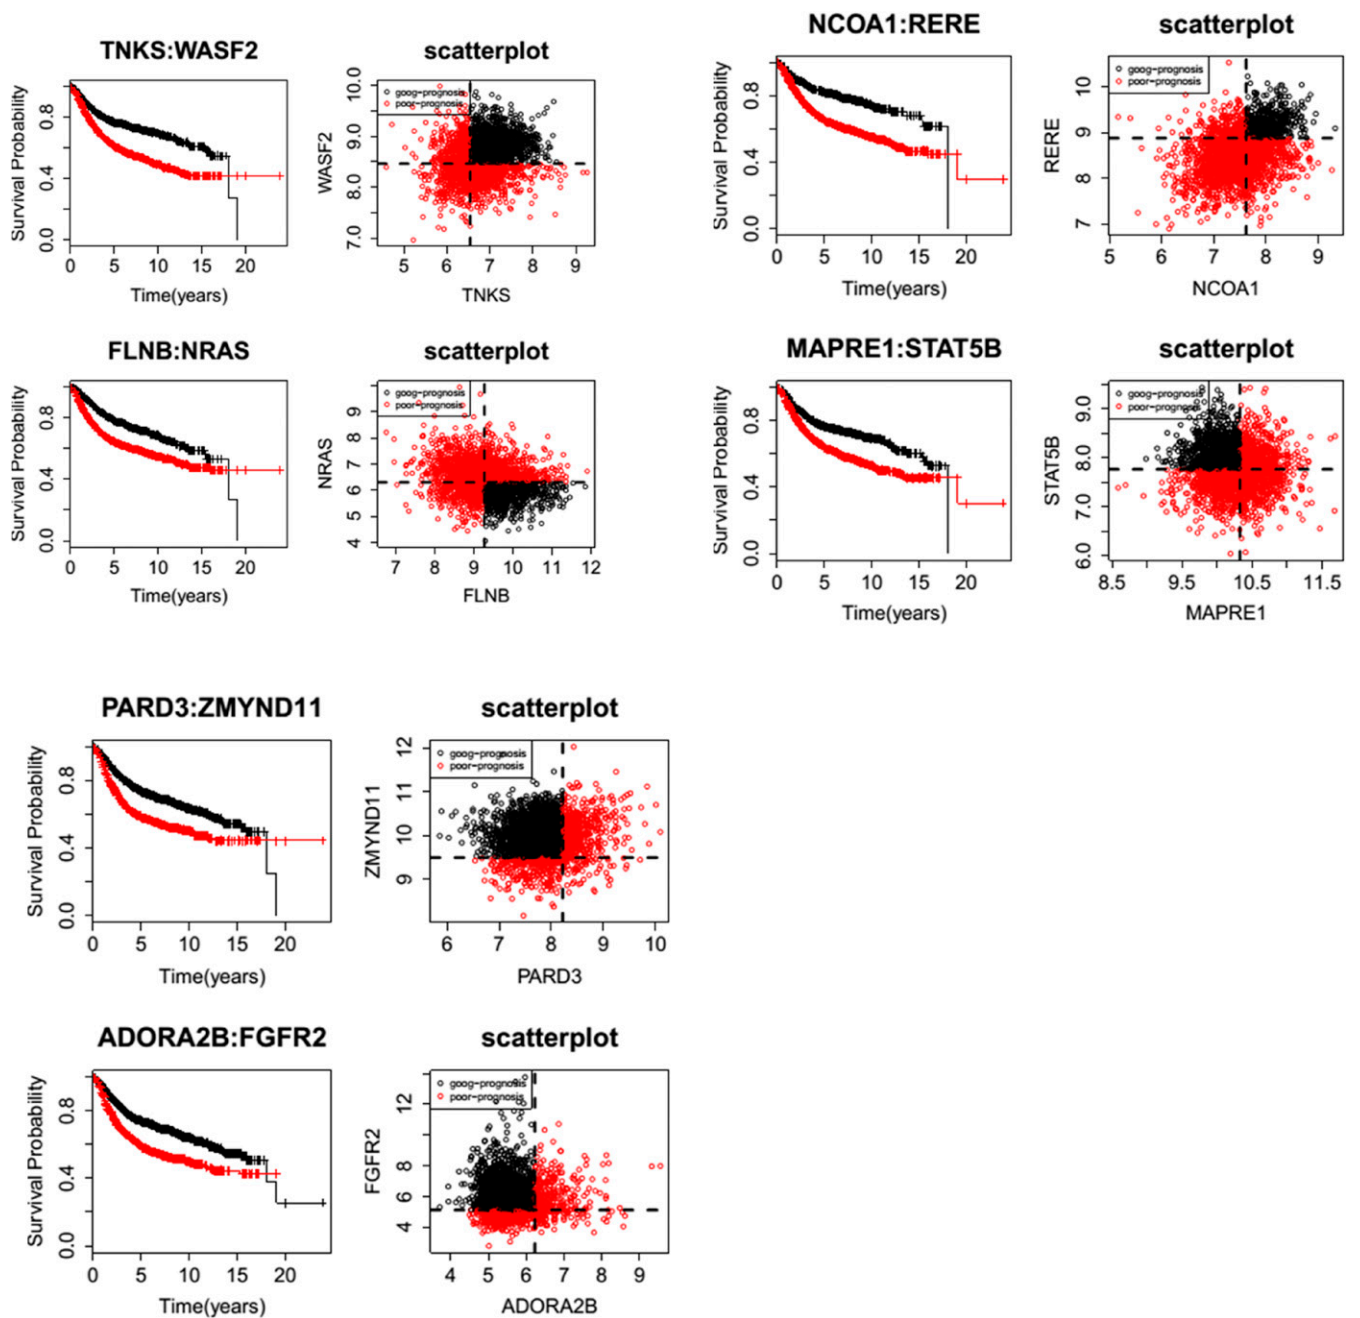 TNKS:WASF2
Survival Probability
0.0 0.4 0.8
0 5 10 15 20
Time(years)
scatterplot
goog-prognosis
poor-prognosis
WASF2
7.0 8.0 9.0 10.0
5 6 7 8 9
TNKS
NCOA1:RERE
Survival Probability
0.0 0.4 0.8
0 5 10 15 20
Time(years)
scatterplot
goog-prognosis
poor-prognosis
RERE
7 8 9 10
5 6 7 8 9
NCOA1
FLNB:NRAS
Survival Probability
0.0 0.4 0.8
0 5 10 15 20
Time(years)
scatterplot
goog-prognosis
poor-prognosis
NRAS
4 5 6 7 8 9
7 8 9 10 11 12
FLNB
MAPRE1:STAT5B
Survival Probability
0.0 0.4 0.8
0 5 10 15 20
Time(years)
scatterplot
goog-prognosis
poor-prognosis
STAT5B
6.0 7.0 8.0 9.0
8.5 9.5 10.5 11.5
MAPRE1
PARD3:ZMYND11
Survival Probability
0.0 0.4 0.8
0 5 10 15 20
Time(years)
scatterplot
goog-prognosis
poor-prognosis
ZMYND11
9 10 11 12
6 7 8 9 10
PARD3
ADORA2B:FGFR2
Survival Probability
0.0 0.4 0.8
0 5 10 15 20
Time(years)
scatterplot
goog-prognosis
poor-prognosis
FGFR2
4 6 8 12
4 5 6 7 8 9
ADORA2B